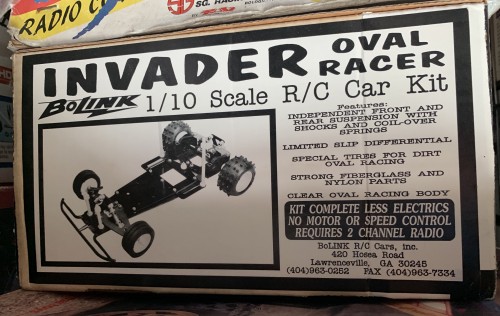 RADIO CO
SG. RACI
INVADER OVAL RACER
BOLINK 1/10 Scale R/C Car Kit
Features:
INDEPENDENT FRONT AND
REAR SUSPENSION WITH
SHOCKS AND COIL-OVER
SPRINGS
LIMITED SLIP DIFFERENTIAL
SPECIAL TIRES FOR DIRT
OVAL RACING
STRONG FIBERGLASS AND
NYLON PARTS
CLEAR OVAL RACING BODY
KIT COMPLETE LESS ELECTRICS
NO MOTOR OR SPEED CONTROL
REQUIRES 2 CHANNEL RADIO
BoLINK R/C Cars, inc.
420 Hosea Road
Lawrenceville, GA 30245
(404)963-0252 FAX (404)963-7334